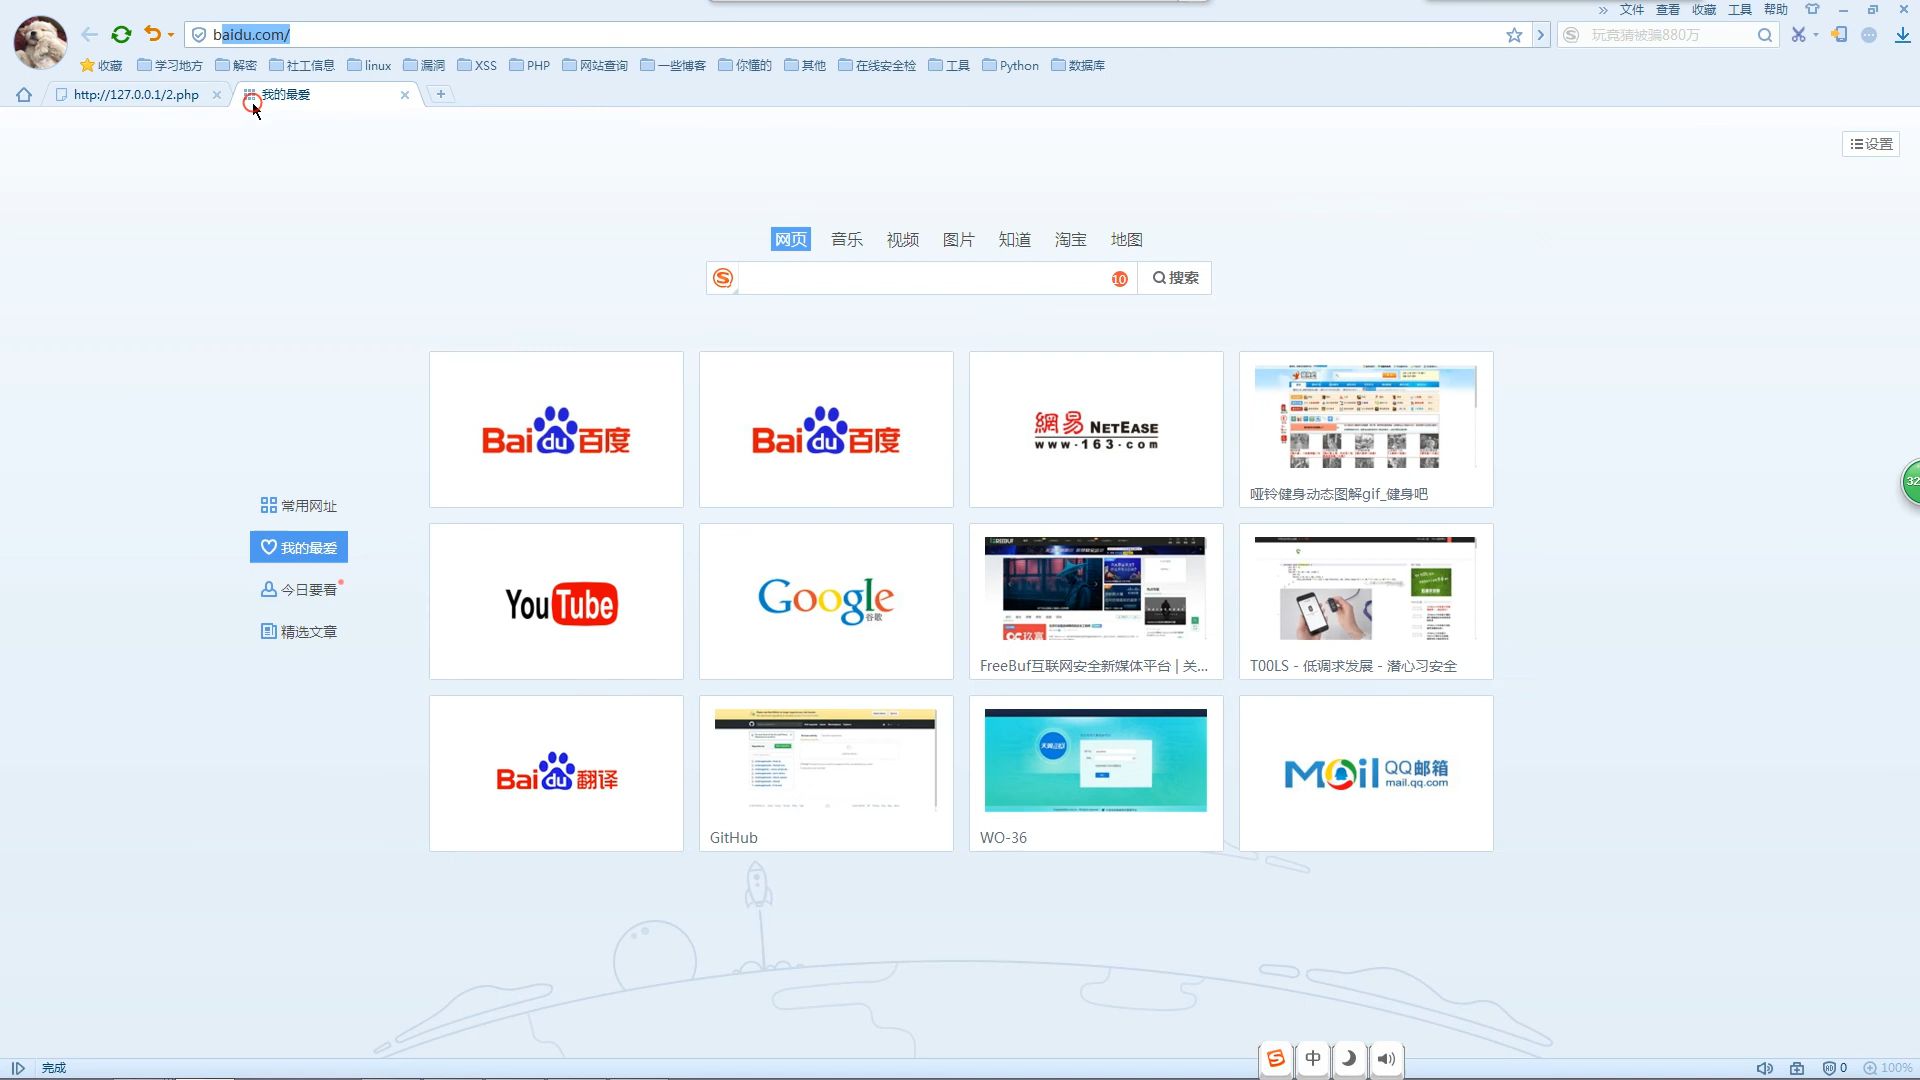 文件 查看 收藏 工具 帮助
baidu.com/
玩竞猜被骗880万
收藏 学习地方 解密 社工信息 linux 漏洞 XSS PHP 网站查询 一些博客 你懂的 其他 在线安全检 工具 Python 数据库
http://127.0.0.1/2.php 我的最爱
设置
网页 音乐 视频 图片 知道 淘宝 地图
10 搜索
Bai du 百度
Bai du 百度
網易 NETEASE
www·163·com
哑铃健身动态图解gif_健身吧
32
常用网址
我的最爱
今日要看
精选文章
YouTube
Google
谷歌
FreeBuf互联网安全新媒体平台 | 关...
T00LS - 低调求发展 - 潜心习安全
Bai du 翻译
GitHub
WO-36
Mail QQ邮箱
mail.qq.com
中
完成
0
100%